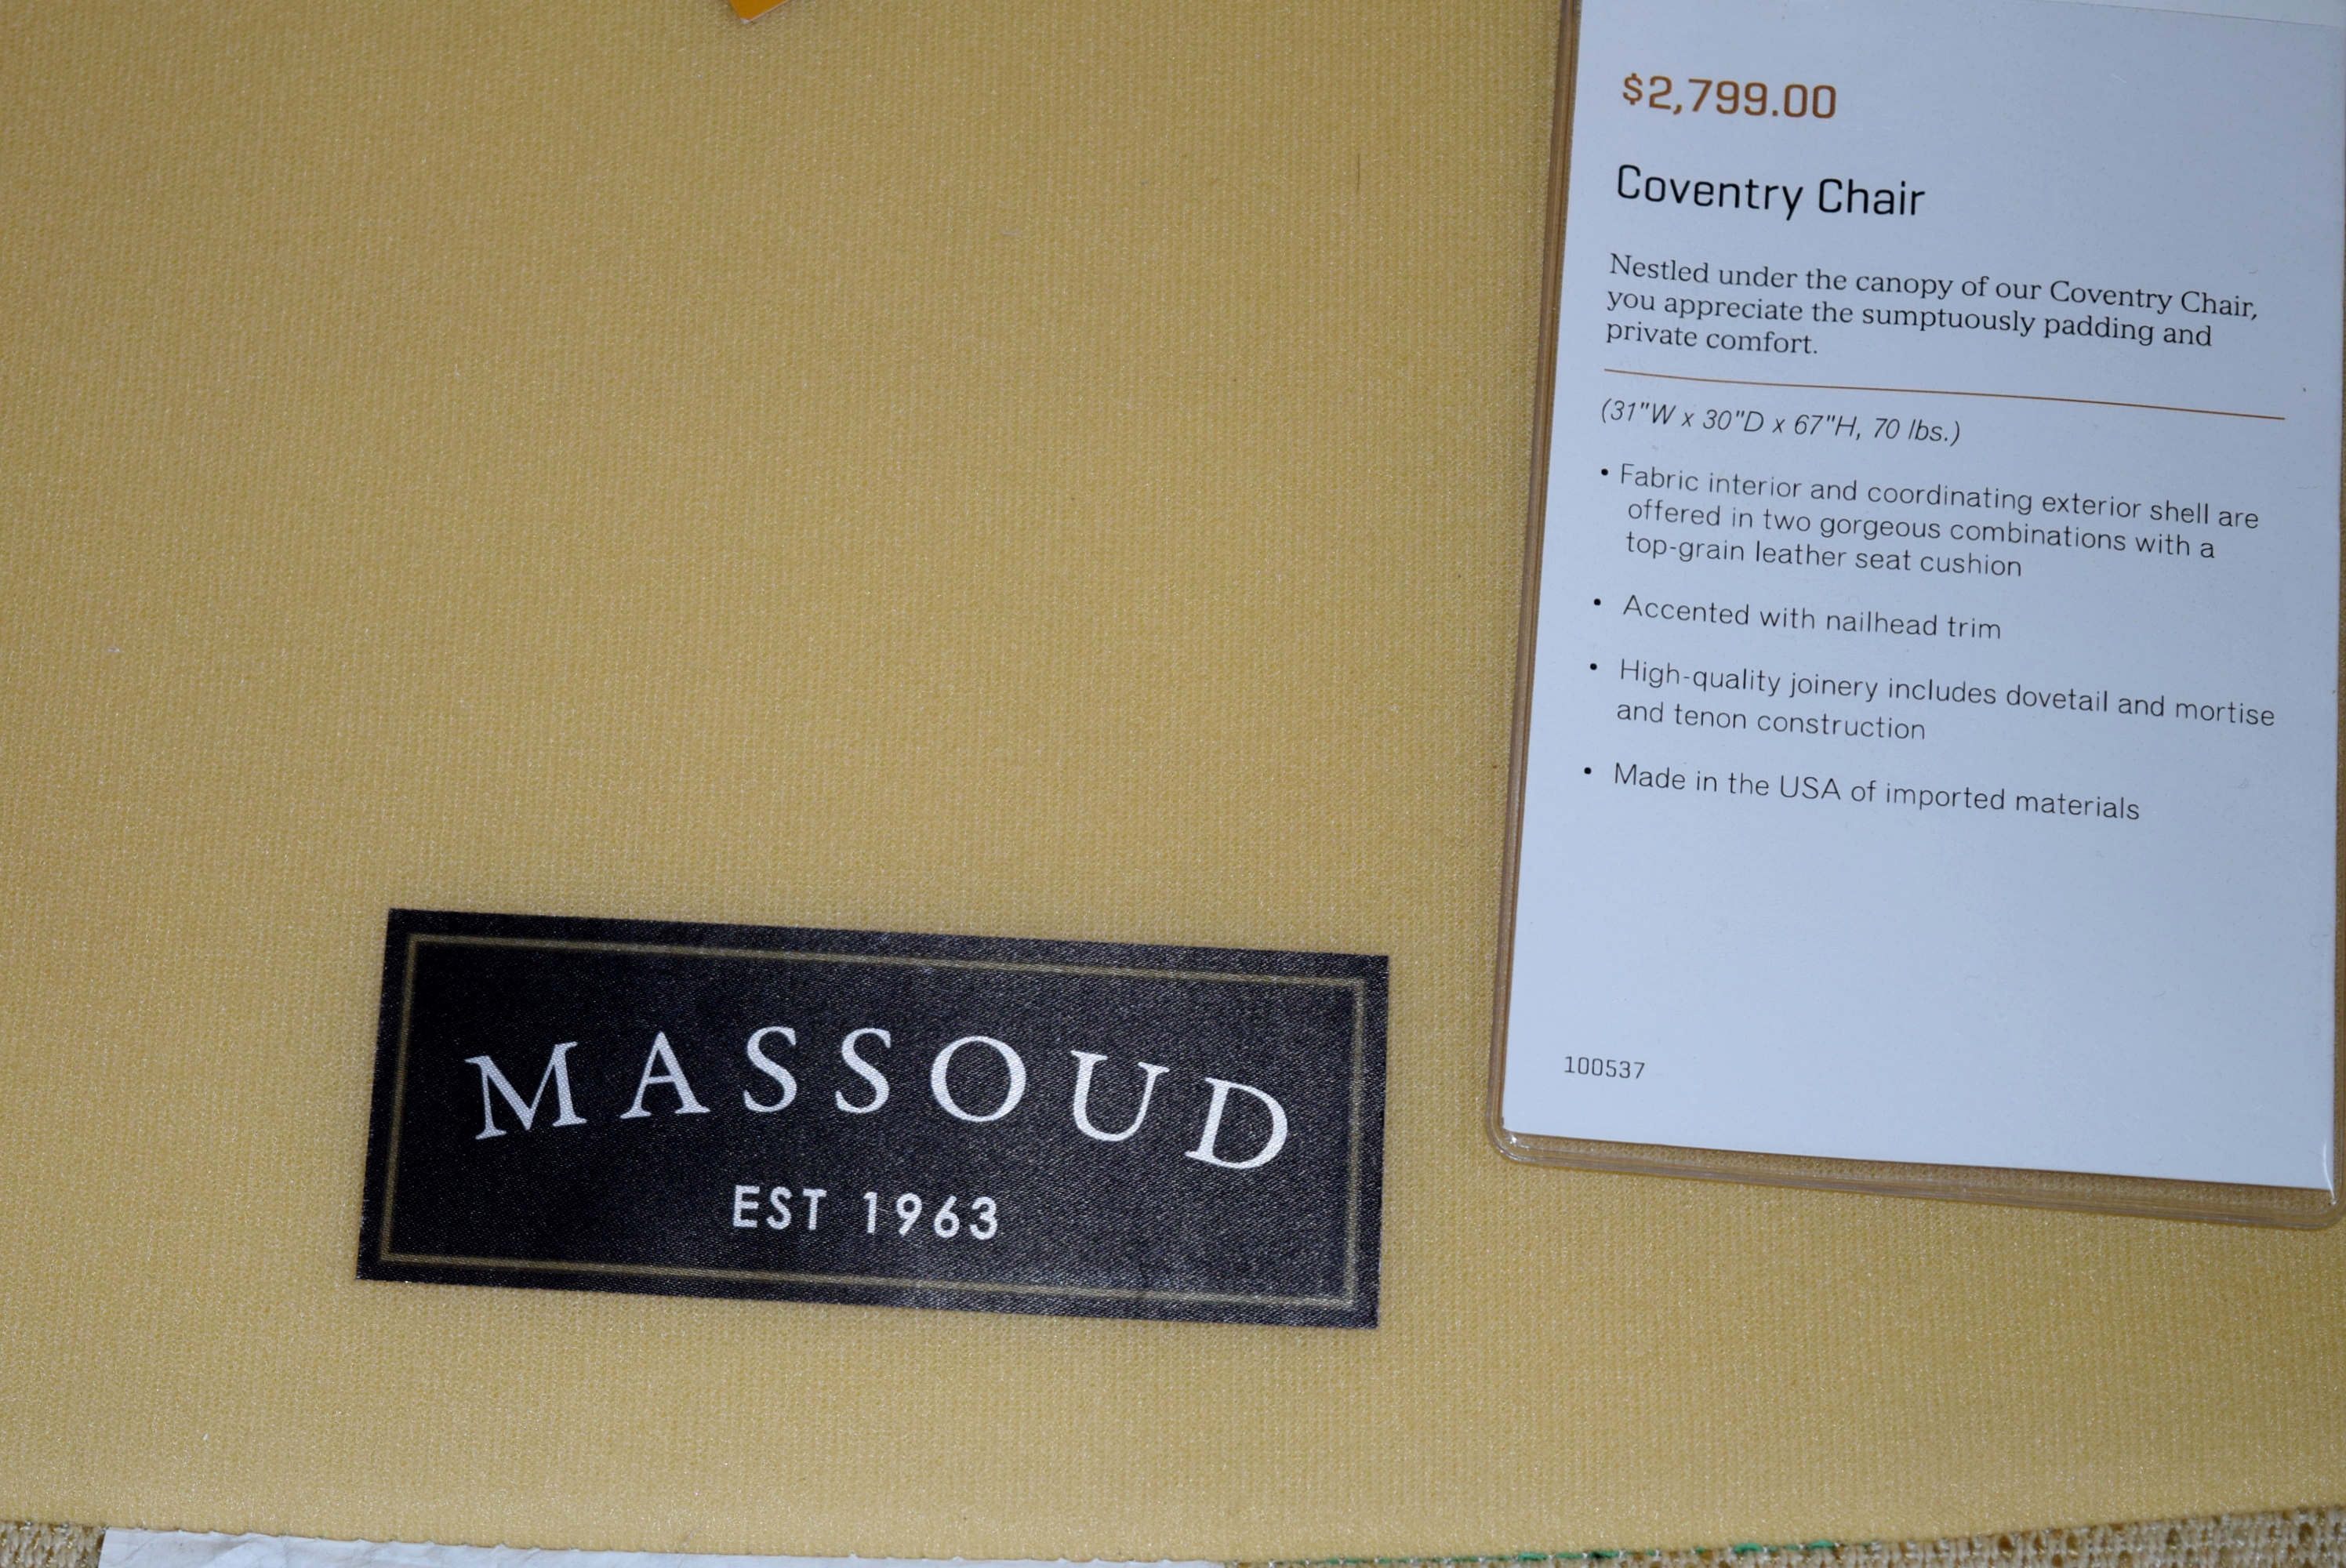 $2,799.00
Coventry Chair
Nestled under the canopy of our Coventry Chair,
you appreciate the sumptuously padding and
private comfort.
(31"W x 30"D x 67"H, 70 lbs.)
• Fabric interior and coordinating exterior shell are
offered in two gorgeous combinations with a
top-grain leather seat cushion
• Accented with nailhead trim
• High-quality joinery includes dovetail and mortise
and tenon construction
• Made in the USA of imported materials
100537
MASSOUD
EST 1963